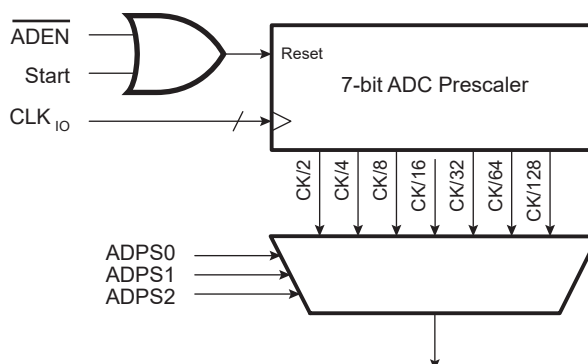 ADEN
Start
CLK IO
Reset
7-bit ADC Prescaler
CK/2
CK/4
CK/8
CK/16
CK/32
CK/64
CK/128
ADPS0
ADPS1
ADPS2